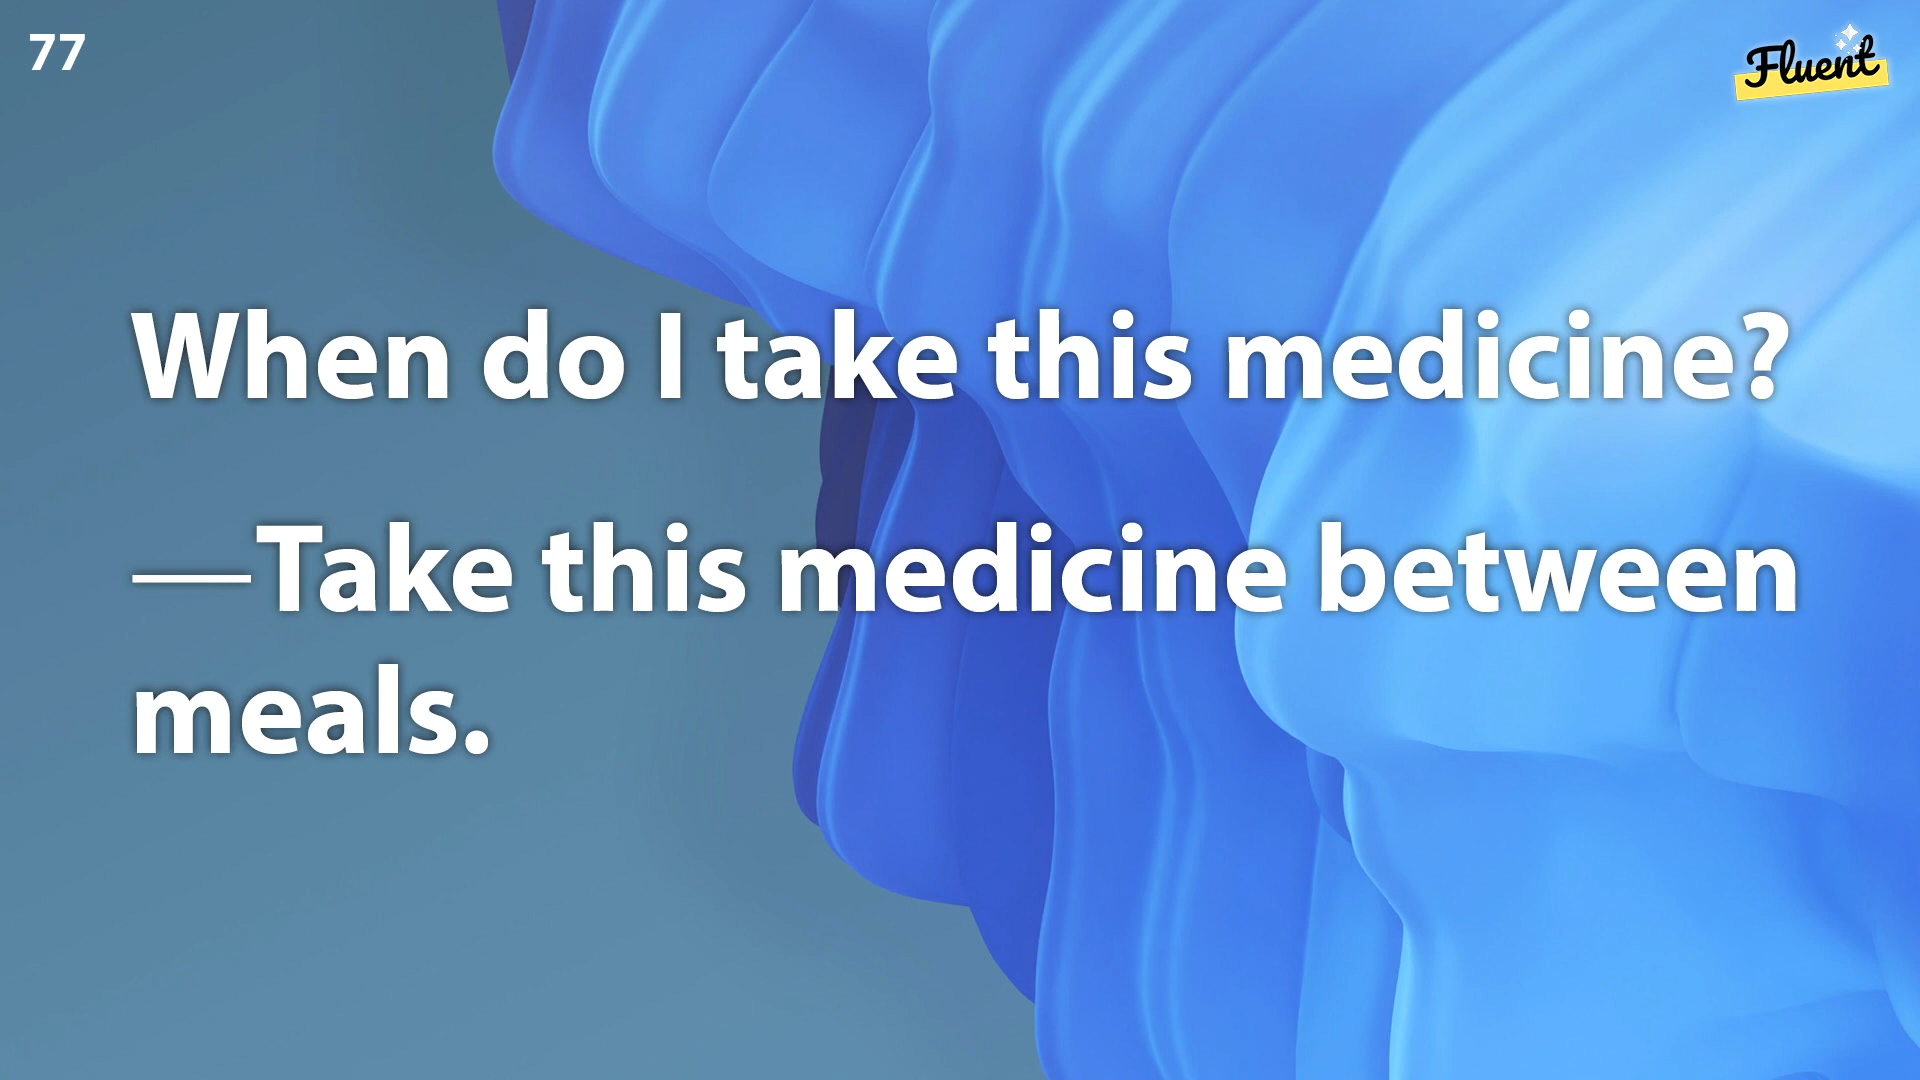 77
Fluent
When do I take this medicine?
—Take this medicine between
meals.